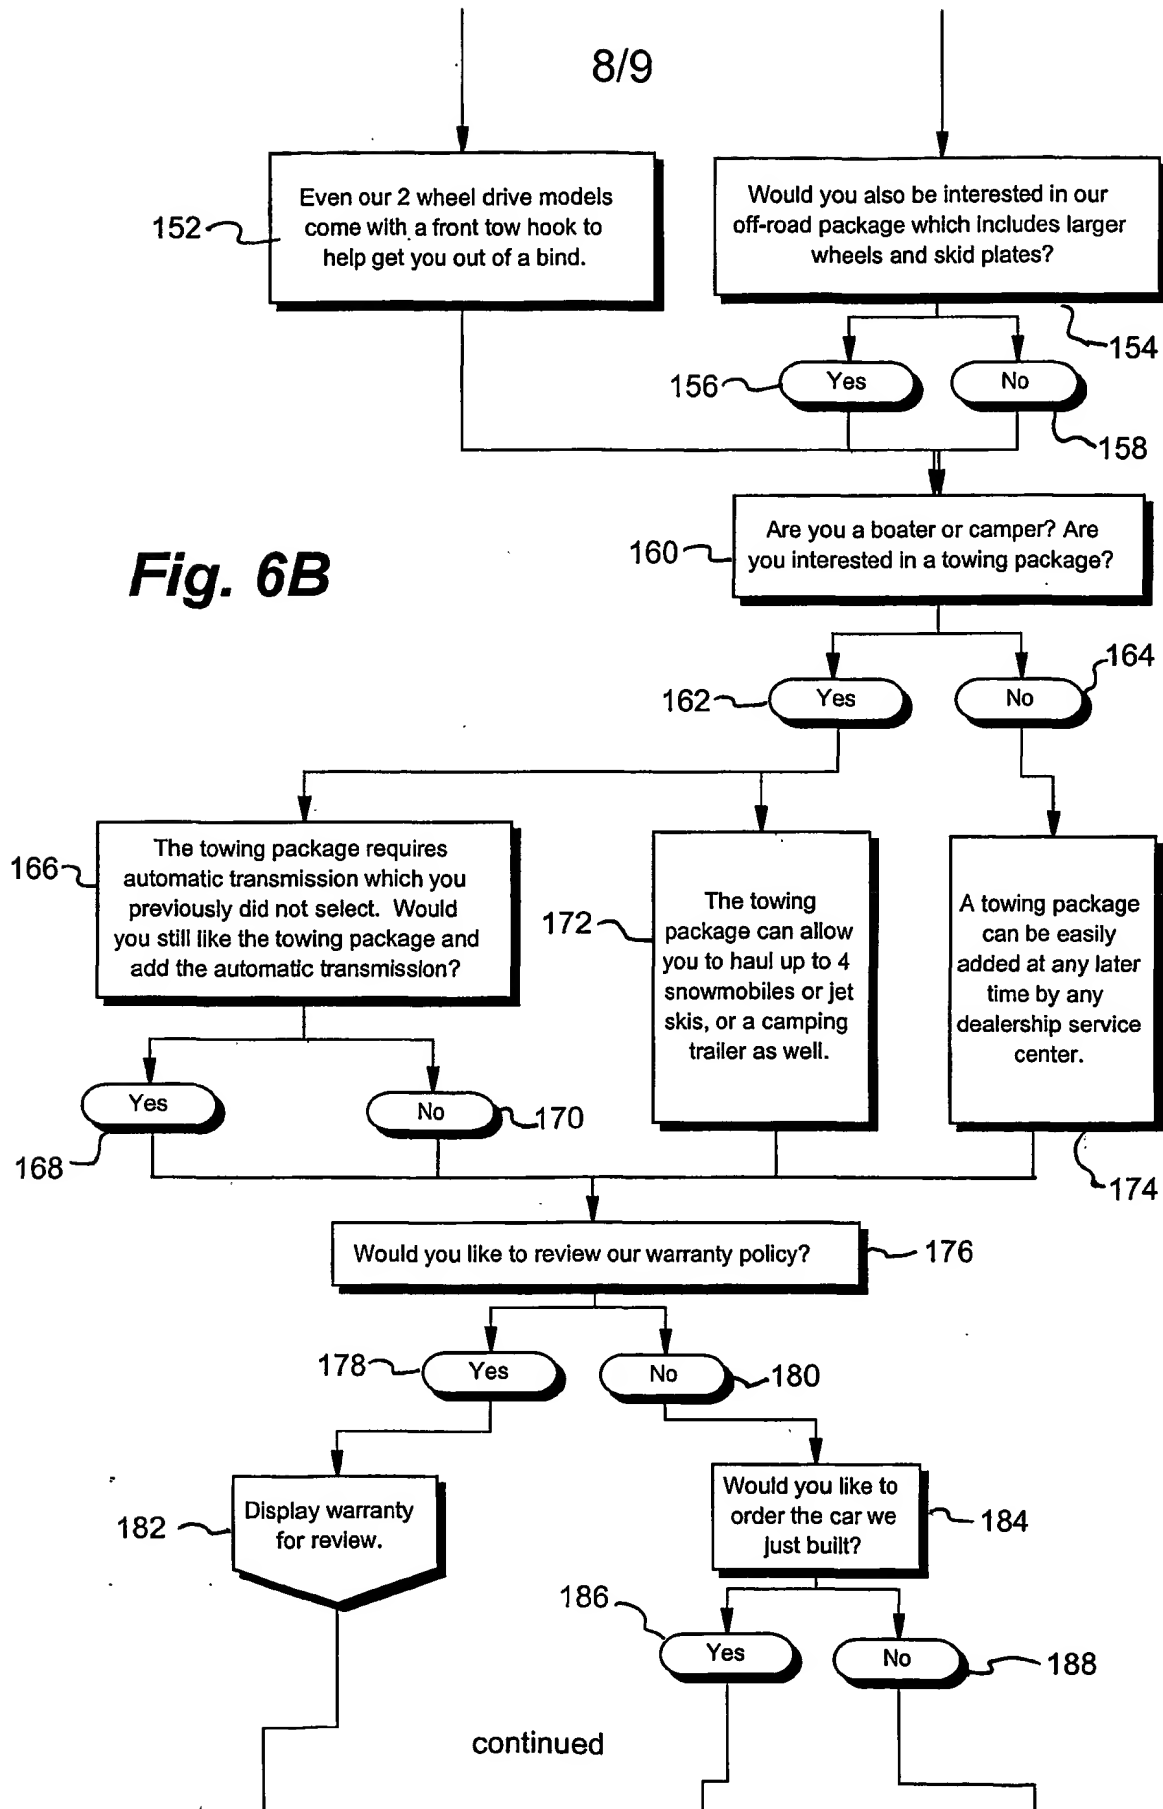 8/9
Even our 2 wheel drive models
come with a front tow hook to
help get you out of a bind.
152
Would you also be interested in our
off-road package which includes larger
wheels and skid plates?
154
156
Yes
No
158
Fig. 6B
160
Are you a boater or camper? Are
you interested in a towing package?
162
Yes
No
164
166
The towing package requires
automatic transmission which you
previously did not select. Would
you still like the towing package and
add the automatic transmission?
172
The towing
package can allow
you to haul up to 4
snowmobiles or jet
skis, or a camping
trailer as well.
A towing package
can be easily
added at any later
time by any
dealership service
center.
174
Yes
168
No
170
Would you like to review our warranty policy?
176
178
Yes
No
180
182
Display warranty
for review.
Would you like to
order the car we
just built?
184
186
Yes
No
188
continued